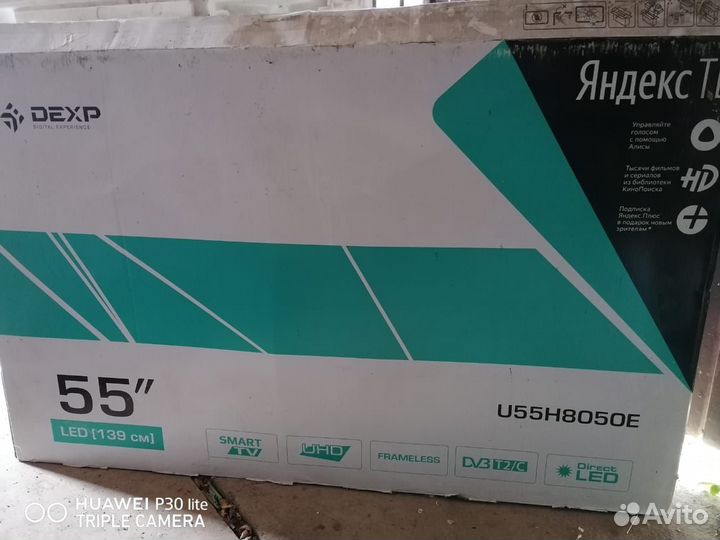 DEXP
DIGITAL EXPERIENCE
Яндекс ТВ
Управляйте
голосом
с помощью
Алисы
Тысячи фильмов
и сериалов
из библиотеки
КиноПоиска
HD
Подписка
Яндекс.Плюс
в подарок новым
зрителям*
55"
LED [139 см]
U55H8050E
SMART
TV
UHD
FRAMELESS
DVB T2/C
Direct
LED
HUAWEI P30 lite
TRIPLE CAMERA
Avito